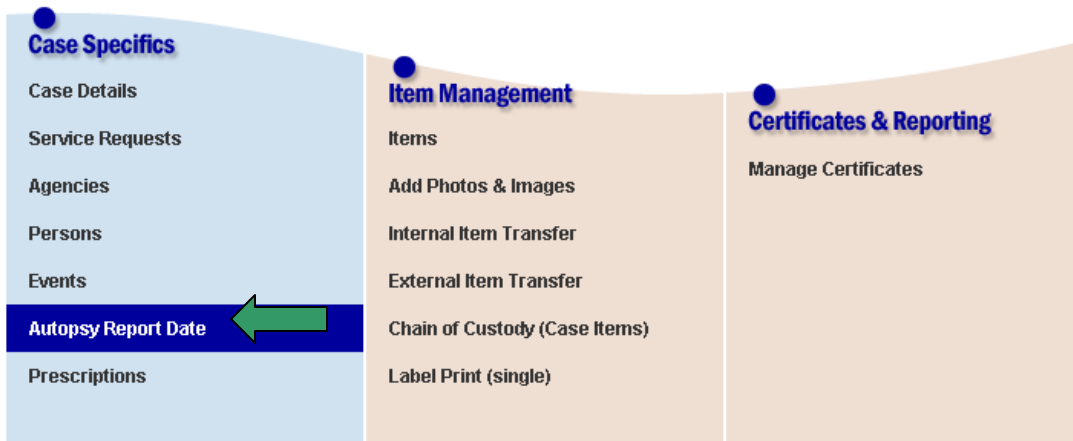 Case Specifics
Case Details
Service Requests
Agencies
Persons
Events
Autopsy Report Date
Prescriptions
Item Management
Items
Add Photos & Images
Internal Item Transfer
External Item Transfer
Chain of Custody (Case Items)
Label Print (single)
Certificates & Reporting
Manage Certificates